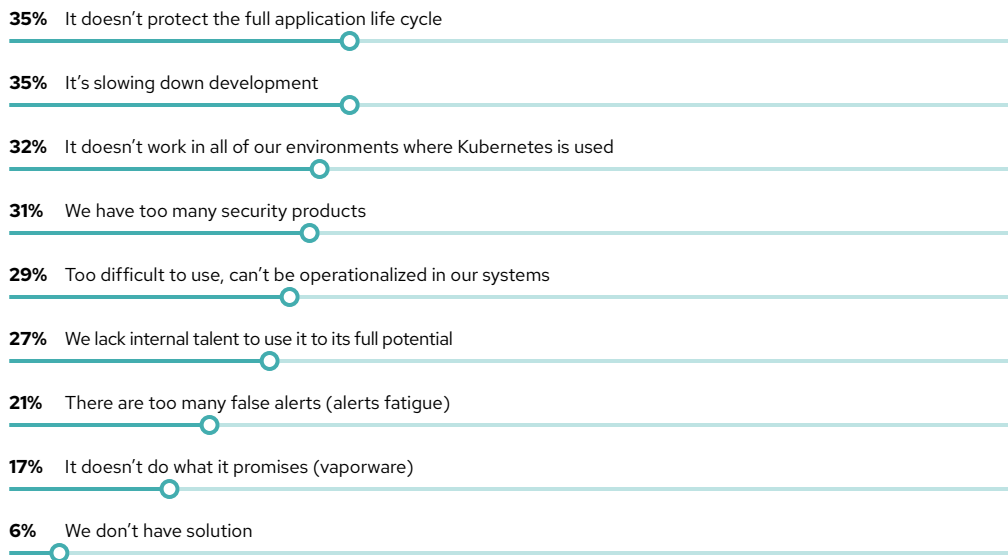 35% It doesn’t protect the full application life cycle
35% It’s slowing down development
32% It doesn’t work in all of our environments where Kubernetes is used
31% We have too many security products
29% Too difficult to use, can’t be operationalized in our systems
27% We lack internal talent to use it to its full potential
21% There are too many false alerts (alerts fatigue)
17% It doesn’t do what it promises (vaporware)
6% We don’t have solution